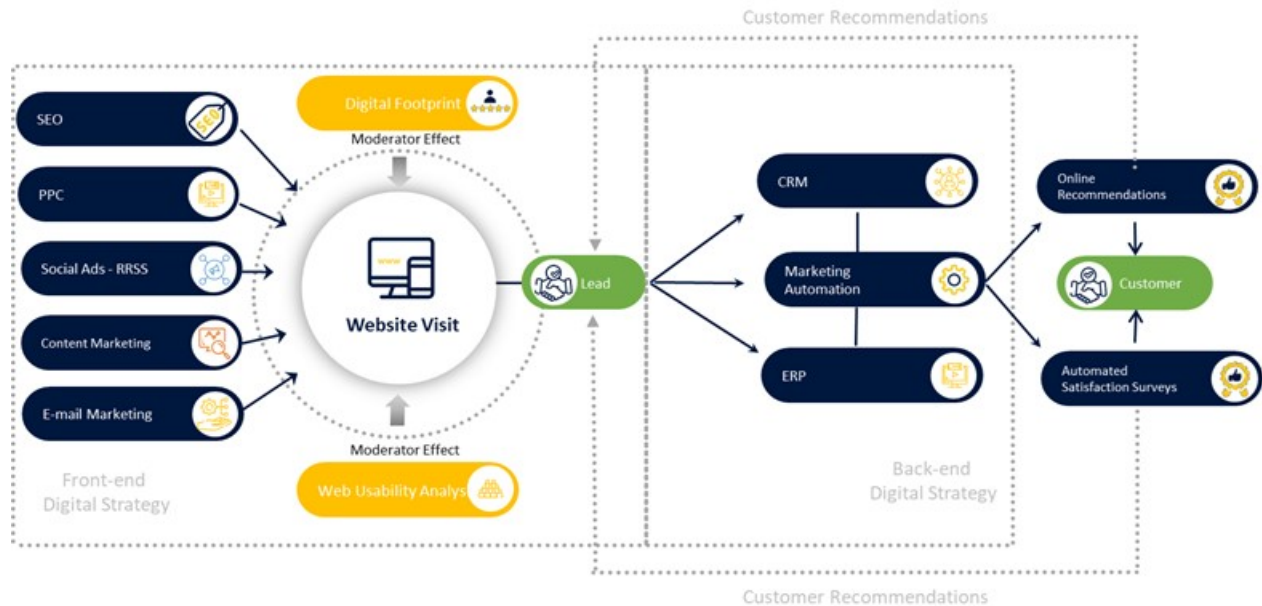 Customer Recommendations
SEO
PPC
Social Ads - RRSS
Content Marketing
E-mail Marketing
Front-end
Digital Strategy
Digital Footprint
Moderator Effect
www
Website Visit
Moderator Effect
Web Usability Analys
Lead
CRM
Marketing
Automation
ERP
Back-end
Digital Strategy
Online
Recommendations
Customer
Automated
Satisfaction Surveys
Customer Recommendations
SEO